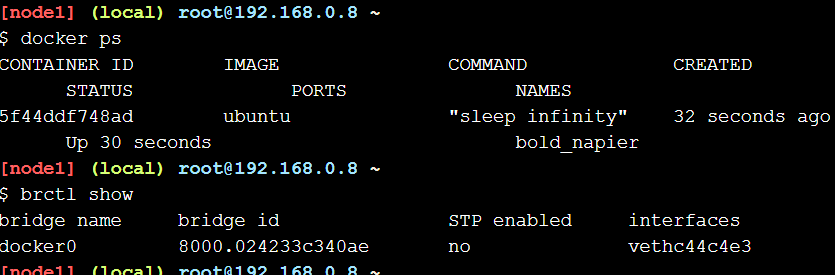 [node1] (local) root@192.168.0.8 ~
$ docker ps
CONTAINER ID        IMAGE               COMMAND             CREATED
      STATUS              PORTS               NAMES
5f44ddf748ad        ubuntu              "sleep infinity"    32 seconds ago
      Up 30 seconds                           bold_napier
[node1] (local) root@192.168.0.8 ~
$ brctl show
bridge name     bridge id               STP enabled     interfaces
docker0         8000.024233c340ae       no              vethc44c4e3
[node1] (local) root@192.168.0.8 ~